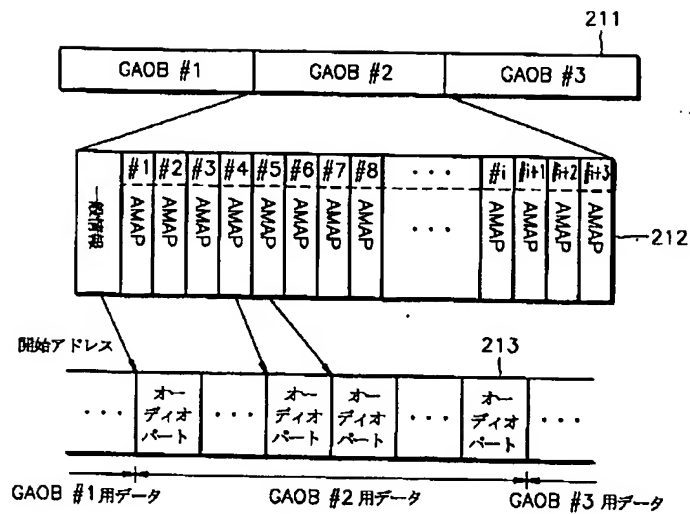 211
GAOB #1 GAOB #2 GAOB #3
#1 #2 #3 #4 #5 #6 #7 #8 ・・・ #i #i+1 #i+2 #i+3
一般情報 AMAP AMAP AMAP AMAP AMAP AMAP AMAP AMAP ・・・ AMAP AMAP AMAP AMAP
212
開始アドレス
213
・・・ オーディオパート ・・・ オーディオパート オーディオパート ・・・ オーディオパート ・・・
GAOB #1用データ GAOB #2用データ GAOB #3用データ